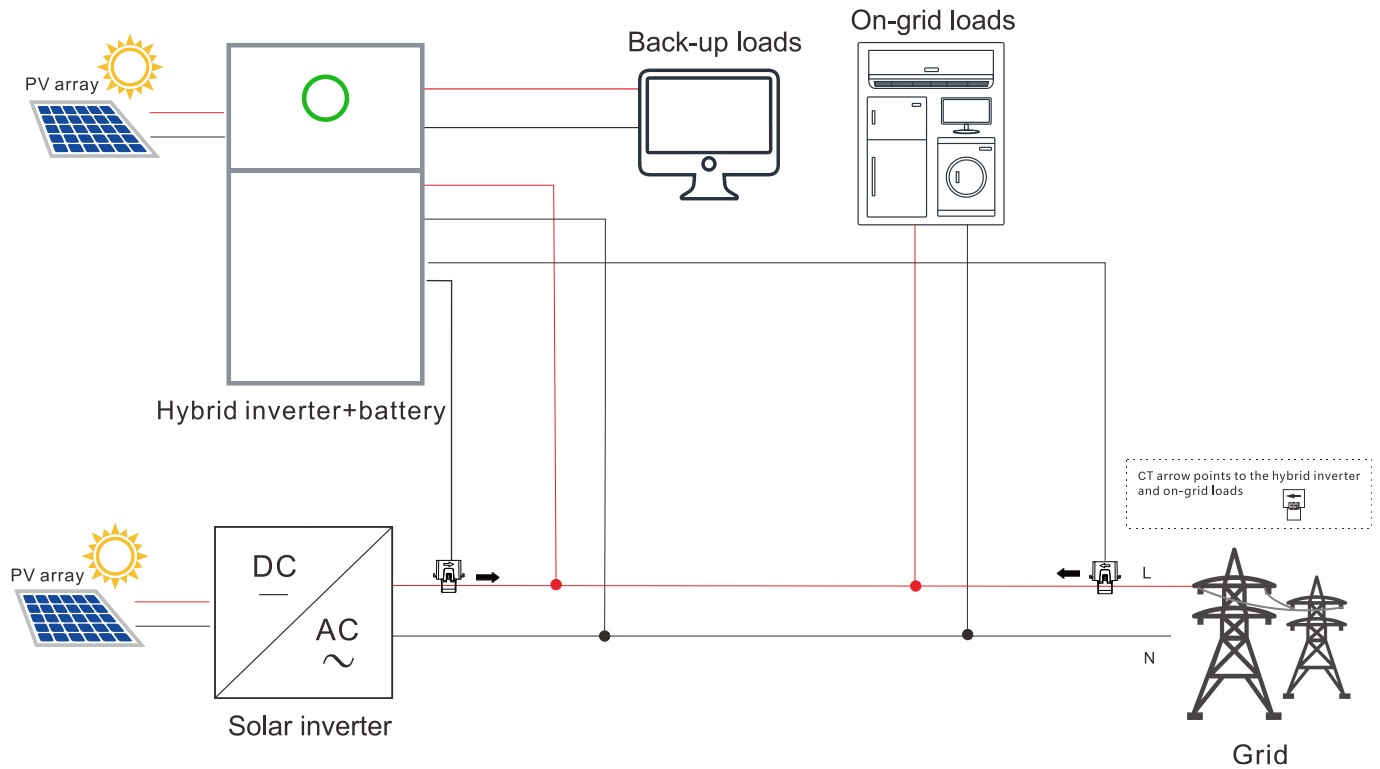 On-grid loads
Back-up loads
PV array
Hybrid inverter+battery
CT arrow points to the hybrid inverter
and on-grid loads
PV array
DC
AC
L
N
Solar inverter
Grid